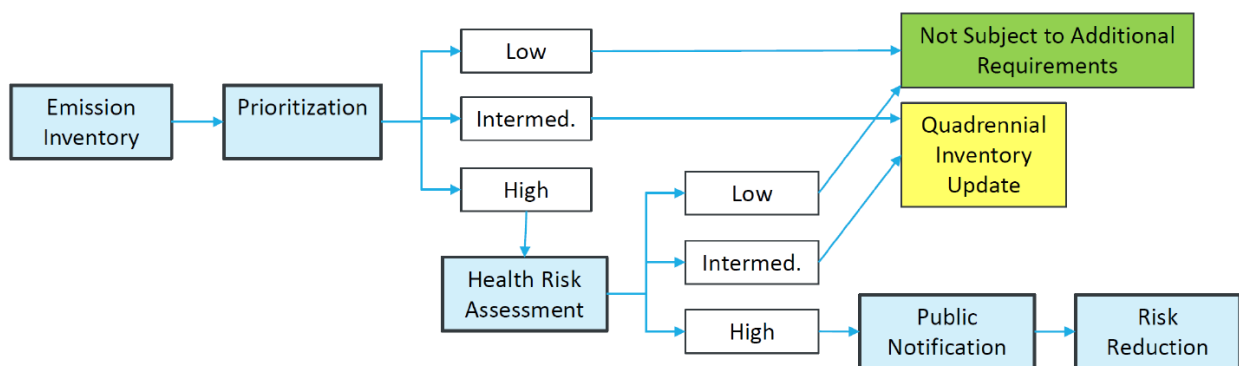 Emission
Inventory
Prioritization
Low
Intermed.
High
Not Subject to Additional
Requirements
Quadrennial
Inventory
Update
Health Risk
Assessment
Low
Intermed.
High
Public
Notification
Risk
Reduction